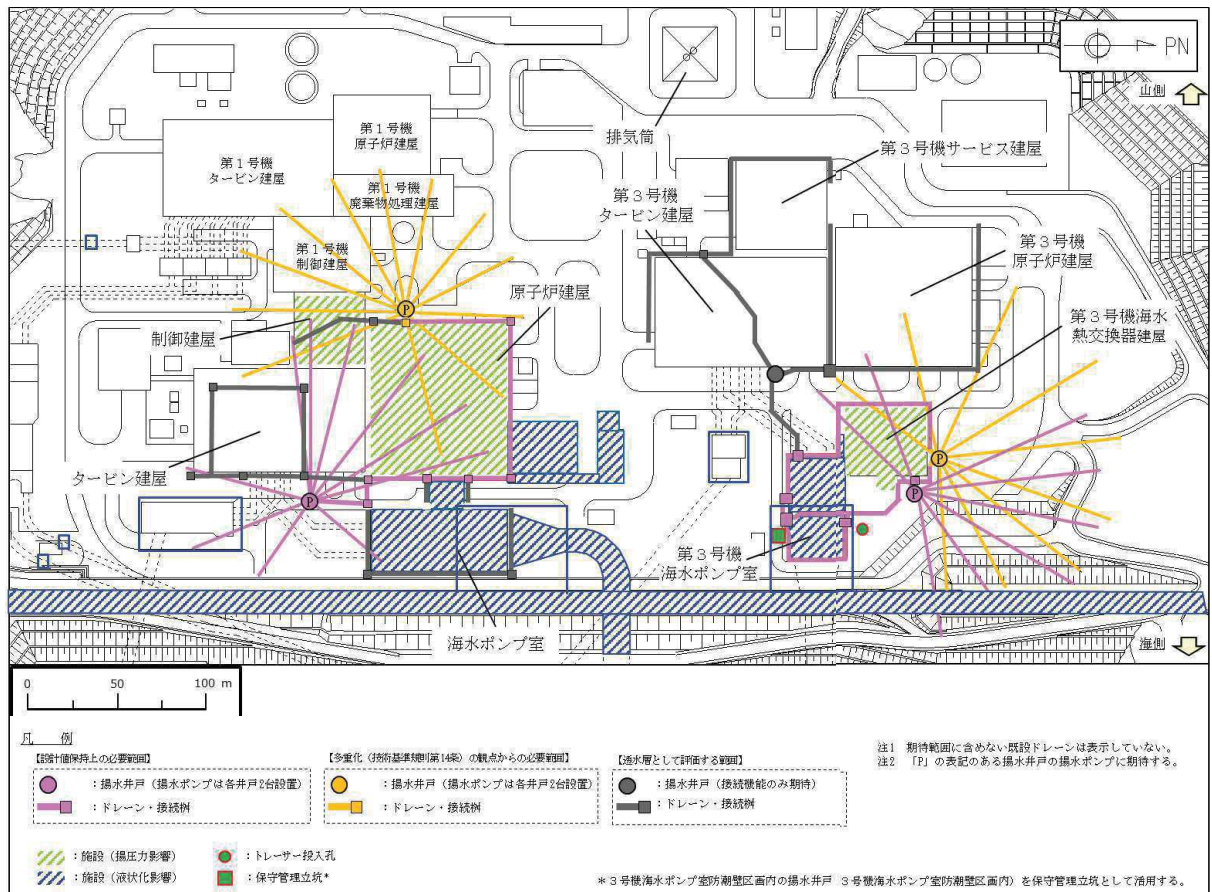 PN
山側
第1号機
原子炉建屋
第1号機
タービン建屋
排気筒
第3号機サービス建屋
第1号機
廃棄物処理建屋
第3号機
タービン建屋
第1号機
制御建屋
第3号機
原子炉建屋
原子炉建屋
P
第3号機海水
熱交換器建屋
制御建屋
P
タービン建屋
P
P
第3号機
海水ポンプ室
海水ポンプ室
海側
0 50 100 m
凡 例
【設計値保持上の必要範囲】
:揚水井戸(揚水ポンプは各井戸2台設置)
:ドレーン・接続桝
【多重化(技術基準規則第14条)の観点からの必要範囲】
:揚水井戸(揚水ポンプは各井戸2台設置)
:ドレーン・接続桝
【透水層として評価する範囲】
:揚水井戸(接続機能のみ期待)
:ドレーン・接続桝
注1 期待範囲に含めない既設ドレーンは表示していない。
注2 「P」の表記のある揚水井戸の揚水ポンプに期待する。
:施設(揚圧力影響)
:施設(液状化影響)
:トレーサー投入孔
:保守管理立坑*
*3号機海水ポンプ室防潮壁区画内の揚水井戸 3号機海水ポンプ室防潮壁区画内)を保守管理立坑として活用する。